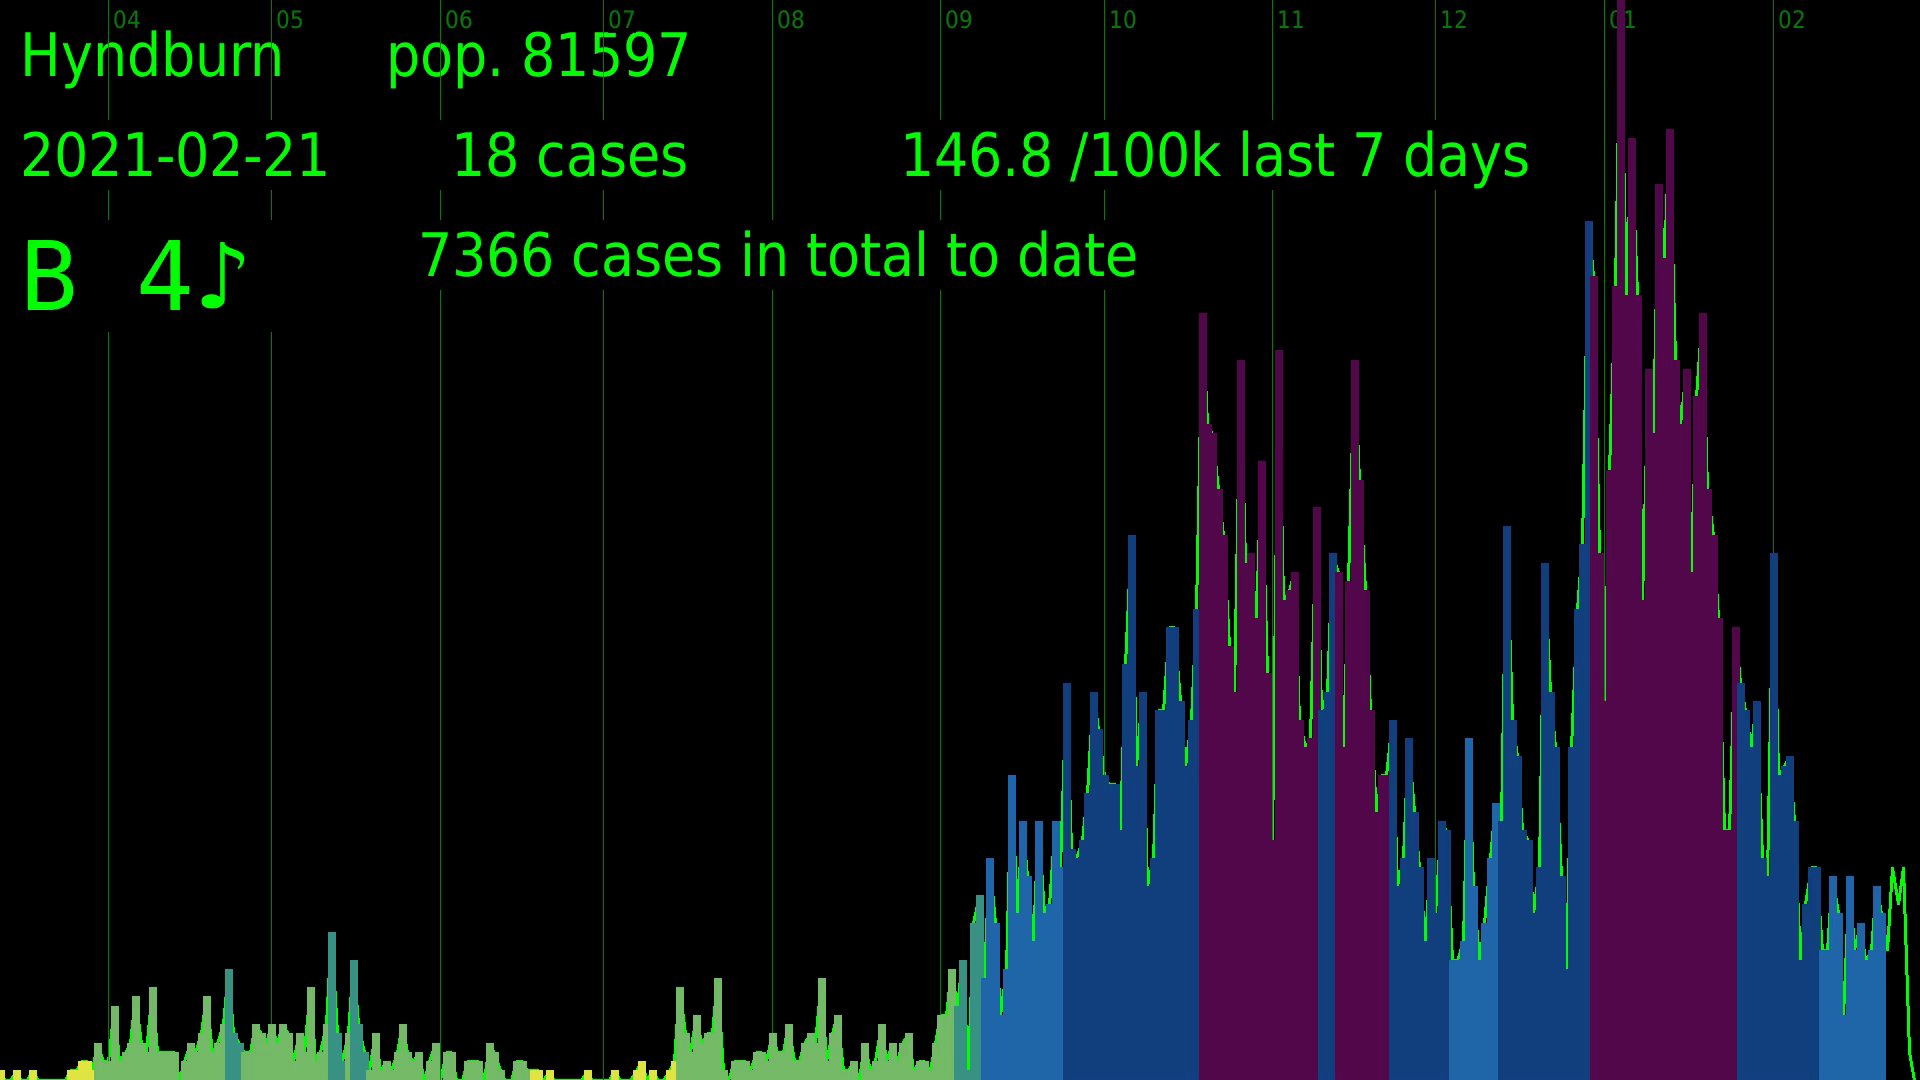 04 05 06 07 08 09 10 11 12 01 02
Hyndburn pop. 81597
2021-02-21 18 cases 146.8 /100k last 7 days
B 4♪ 7366 cases in total to date